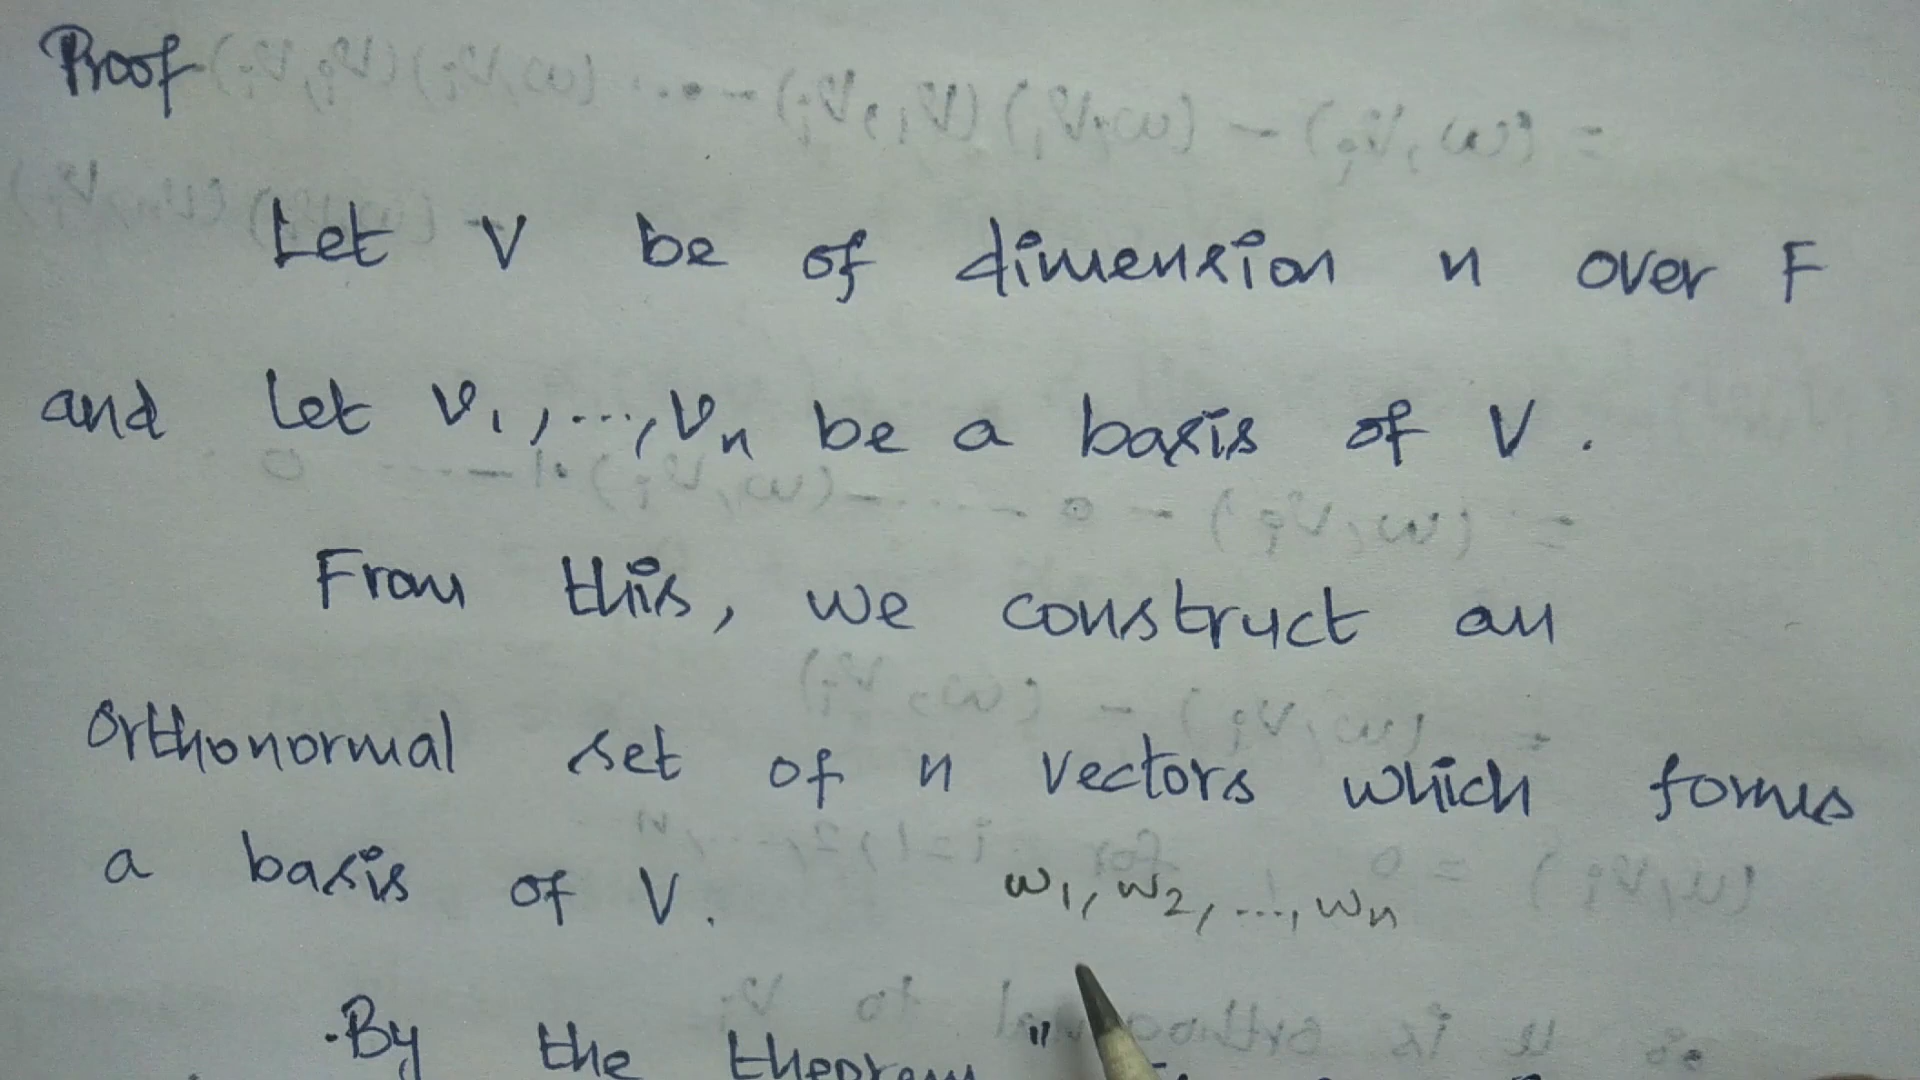 Proof
Let V be of dimension n over F
and let v₁,...,vₙ be a basis of V.
From this, we construct an
orthonormal set of n vectors which forms
a basis of V. w₁, w₂, ..., wₙ
By the theorem "